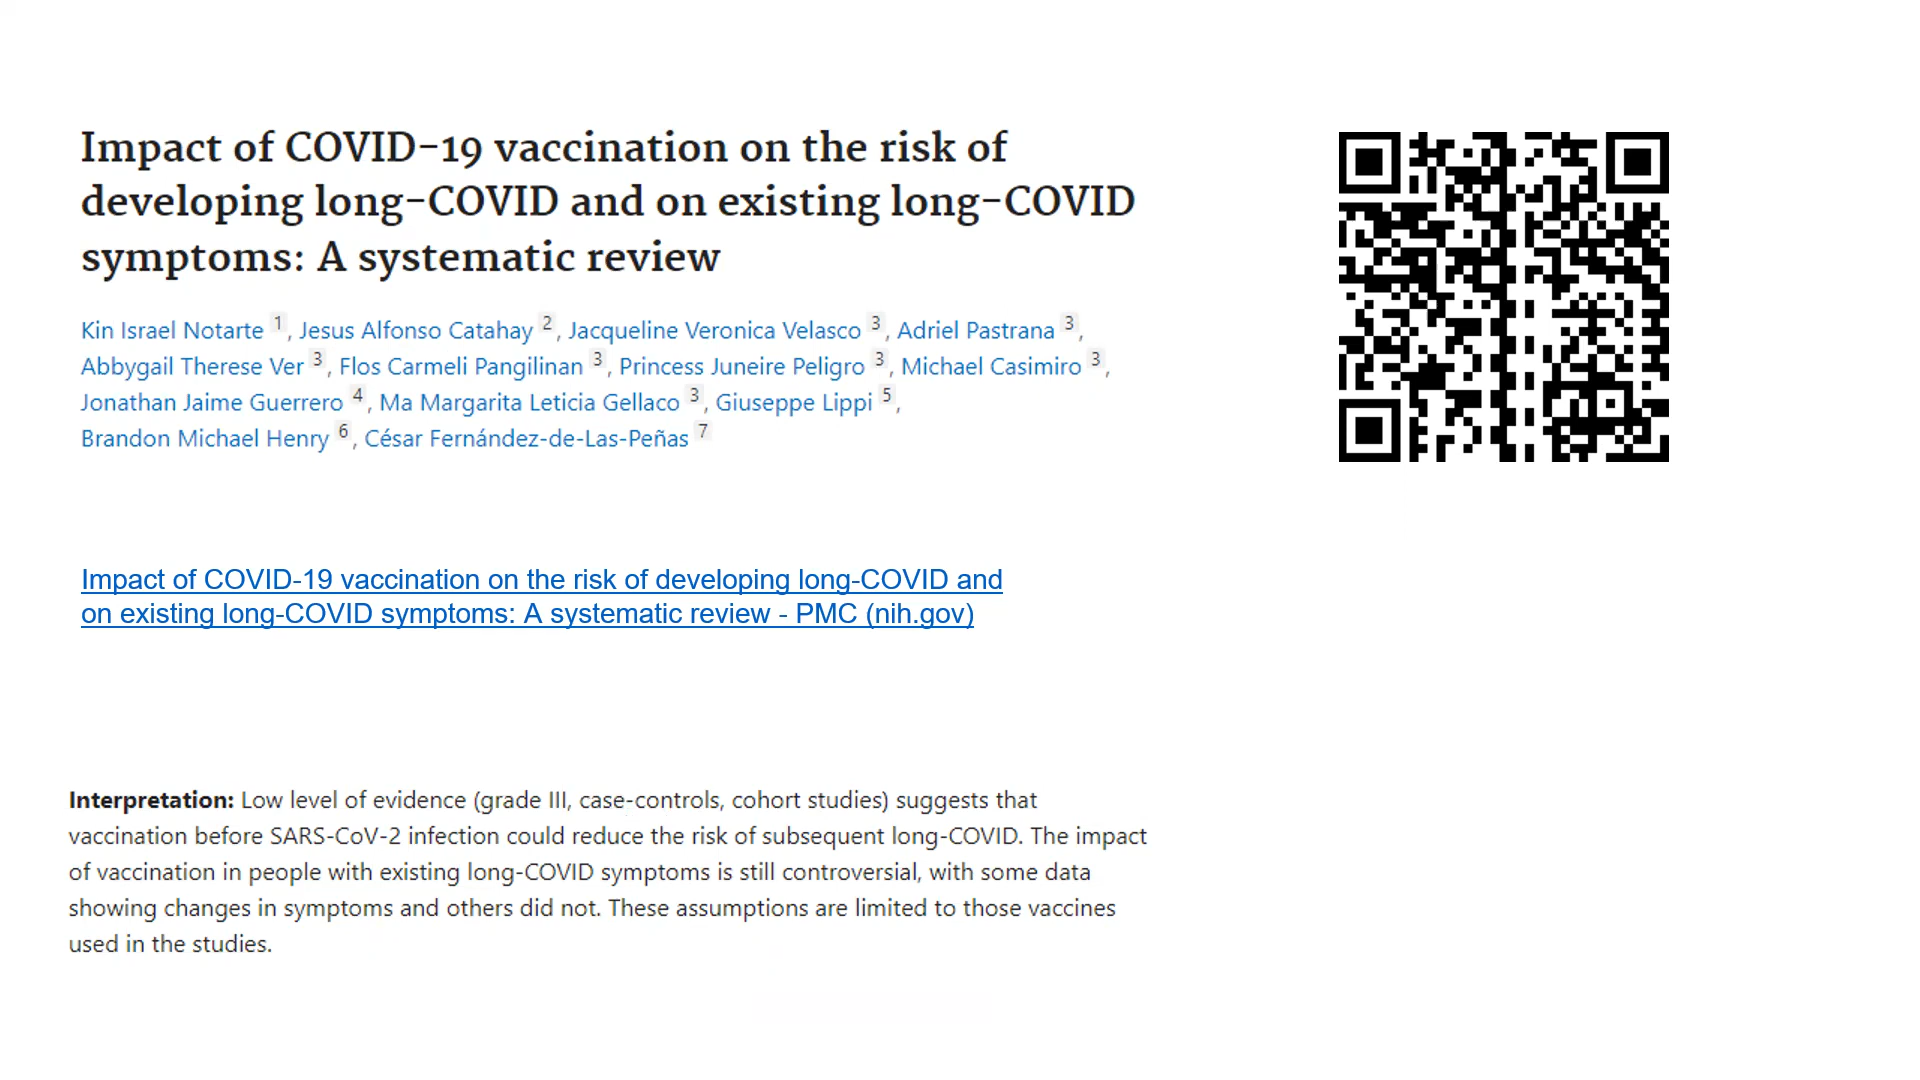 Impact of COVID-19 vaccination on the risk of
developing long-COVID and on existing long-COVID
symptoms: A systematic review
Kin Israel Notarte 1, Jesus Alfonso Catahay 2, Jacqueline Veronica Velasco 3, Adriel Pastrana 3,
Abbygail Therese Ver 3, Flos Carmeli Pangilinan 3, Princess Juneire Peligro 3, Michael Casimiro 3,
Jonathan Jaime Guerrero 4, Ma Margarita Leticia Gellaco 3, Giuseppe Lippi 5,
Brandon Michael Henry 6, César Fernández-de-Las-Peñas 7
Impact of COVID-19 vaccination on the risk of developing long-COVID and
on existing long-COVID symptoms: A systematic review - PMC (nih.gov)
Interpretation: Low level of evidence (grade III, case-controls, cohort studies) suggests that
vaccination before SARS-CoV-2 infection could reduce the risk of subsequent long-COVID. The impact
of vaccination in people with existing long-COVID symptoms is still controversial, with some data
showing changes in symptoms and others did not. These assumptions are limited to those vaccines
used in the studies.